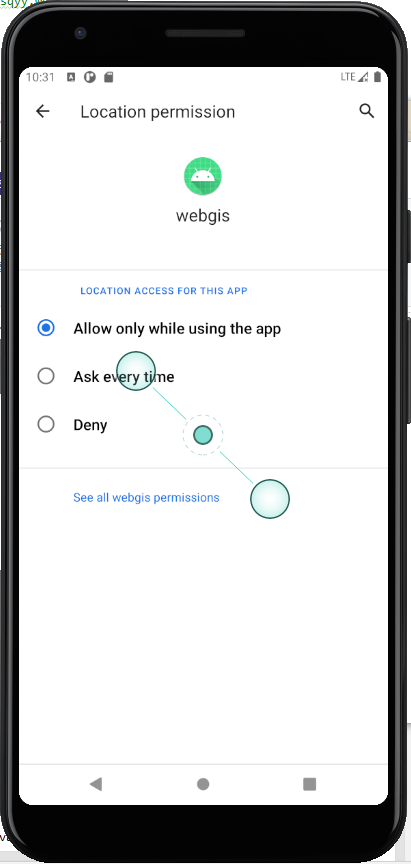 sqyy.
10:31
LTE
Location permission
webgis
LOCATION ACCESS FOR THIS APP
Allow only while using the app
Ask every time
Deny
See all webgis permissions